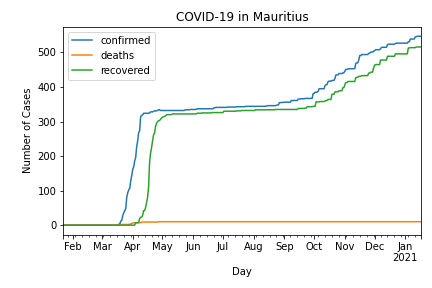 COVID-19 in Mauritius
confirmed
deaths
recovered
Number of Cases
500
400
300
200
100
0
Feb Mar Apr May Jun Jul Aug Sep Oct Nov Dec Jan
2021
Day